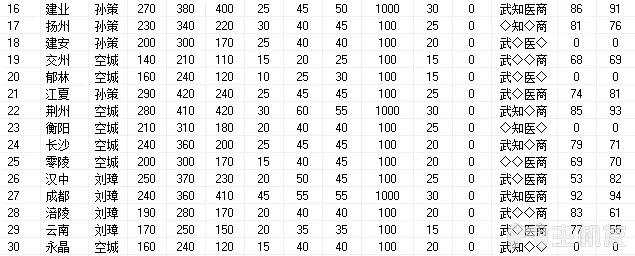 16 建业 孙策 270 380 400 25 45 50 1000 30 0 武知医商 86 91
17 扬州 孙策 230 340 220 30 45 45 100 25 0 ◇知◇商 81 76
18 建安 孙策 200 300 170 25 40 40 100 20 0 武◇医◇ 0 0
19 交州 空城 140 210 110 15 20 25 100 15 0 武◇◇商 68 69
20 郁林 空城 160 240 120 10 25 30 100 15 0 武◇医◇ 0 0
21 江夏 孙策 290 420 240 25 45 45 100 25 0 武◇医商 74 81
22 荆州 空城 280 410 420 30 60 55 1000 30 0 武知◇商 85 93
23 衡阳 空城 210 310 180 20 40 40 100 25 0 ◇知医◇ 0 0
24 长沙 空城 240 360 200 25 45 45 100 20 0 武知◇商 79 71
25 零陵 空城 200 300 170 15 40 45 100 20 0 ◇◇医商 69 70
26 汉中 刘璋 250 370 230 20 50 45 100 25 0 武◇医商 53 82
27 成都 刘璋 240 360 410 45 55 55 1000 30 0 武知医商 92 94
28 涪陵 刘璋 190 280 170 20 40 40 100 20 0 武◇◇商 83 61
29 云南 刘璋 170 250 150 20 35 35 100 15 0 武◇医商 77 55
30 永晶 空城 160 240 120 15 40 40 100 20 0 武知◇◇ 0 0